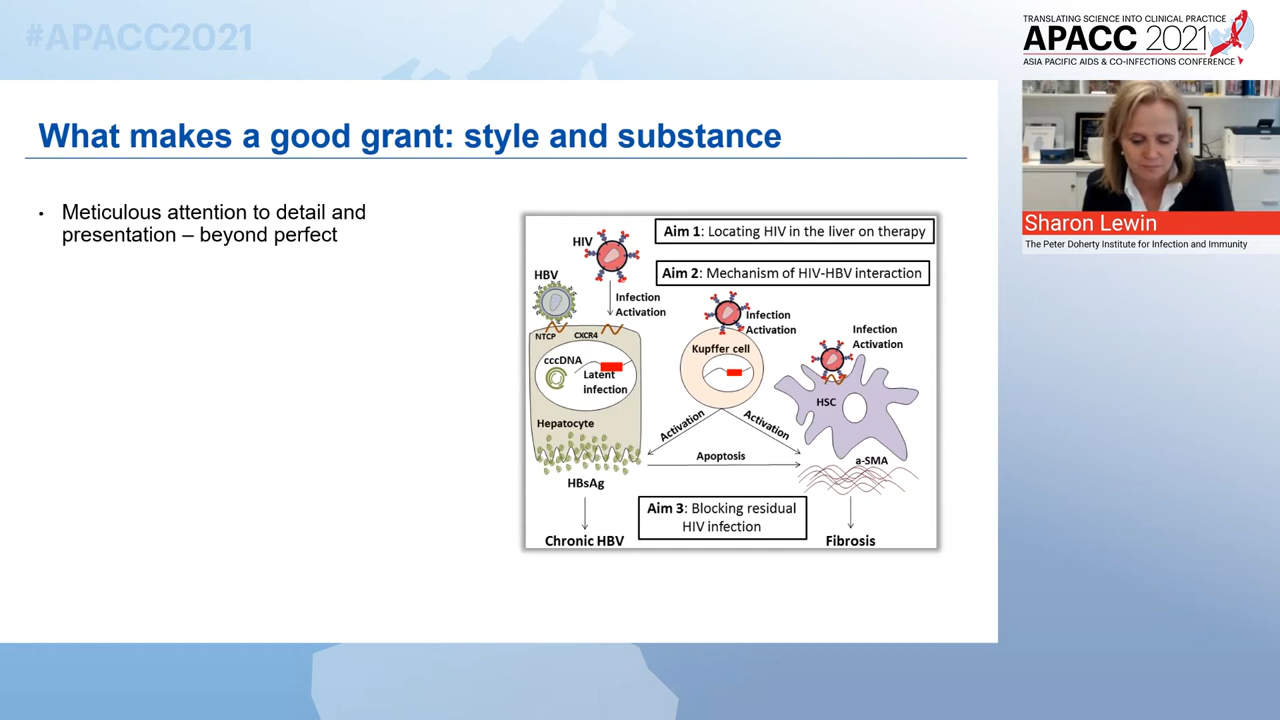 #APACC2021
TRANSLATING SCIENCE INTO CLINICAL PRACTICE
APACC 2021
ASIA PACIFIC AIDS & CO-INFECTIONS CONFERENCE
What makes a good grant: style and substance
• Meticulous attention to detail and
presentation – beyond perfect
Aim 1: Locating HIV in the liver on therapy
Aim 2: Mechanism of HIV-HBV interaction
HIV
HBV
Infection
Activation
NTCP
CXCR4
cccDNA
Latent
infection
Hepatocyte
HBsAg
Chronic HBV
Infection
Activation
Kupffer cell
Activation
Activation
Apoptosis
Infection
Activation
HSC
a-SMA
Aim 3: Blocking residual
HIV infection
Fibrosis
Sharon Lewin
The Peter Doherty Institute for Infection and Immunity